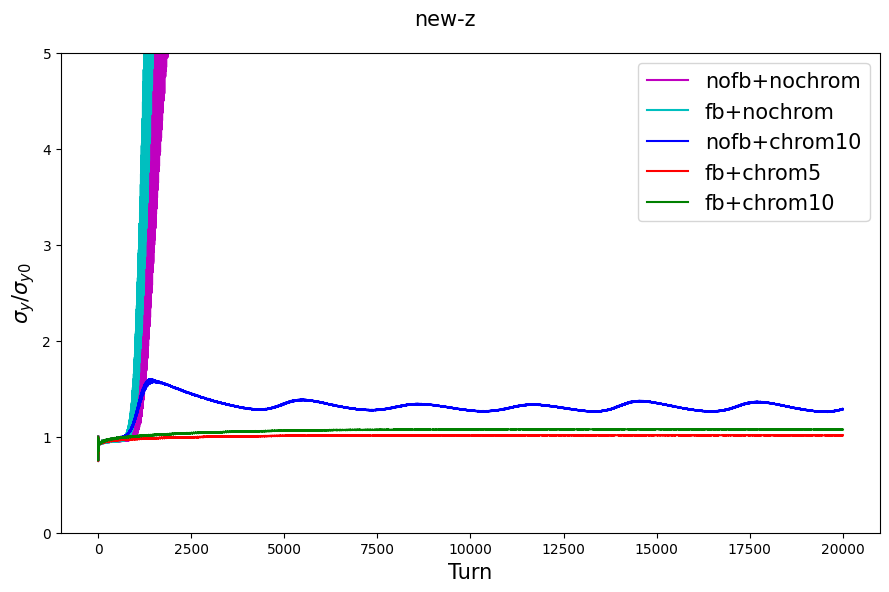 new-z
5
4
3
2
1
0
σy/σy0
nofb+nochrom
fb+nochrom
nofb+chrom10
fb+chrom5
fb+chrom10
0 2500 5000 7500 10000 12500 15000 17500 20000
Turn